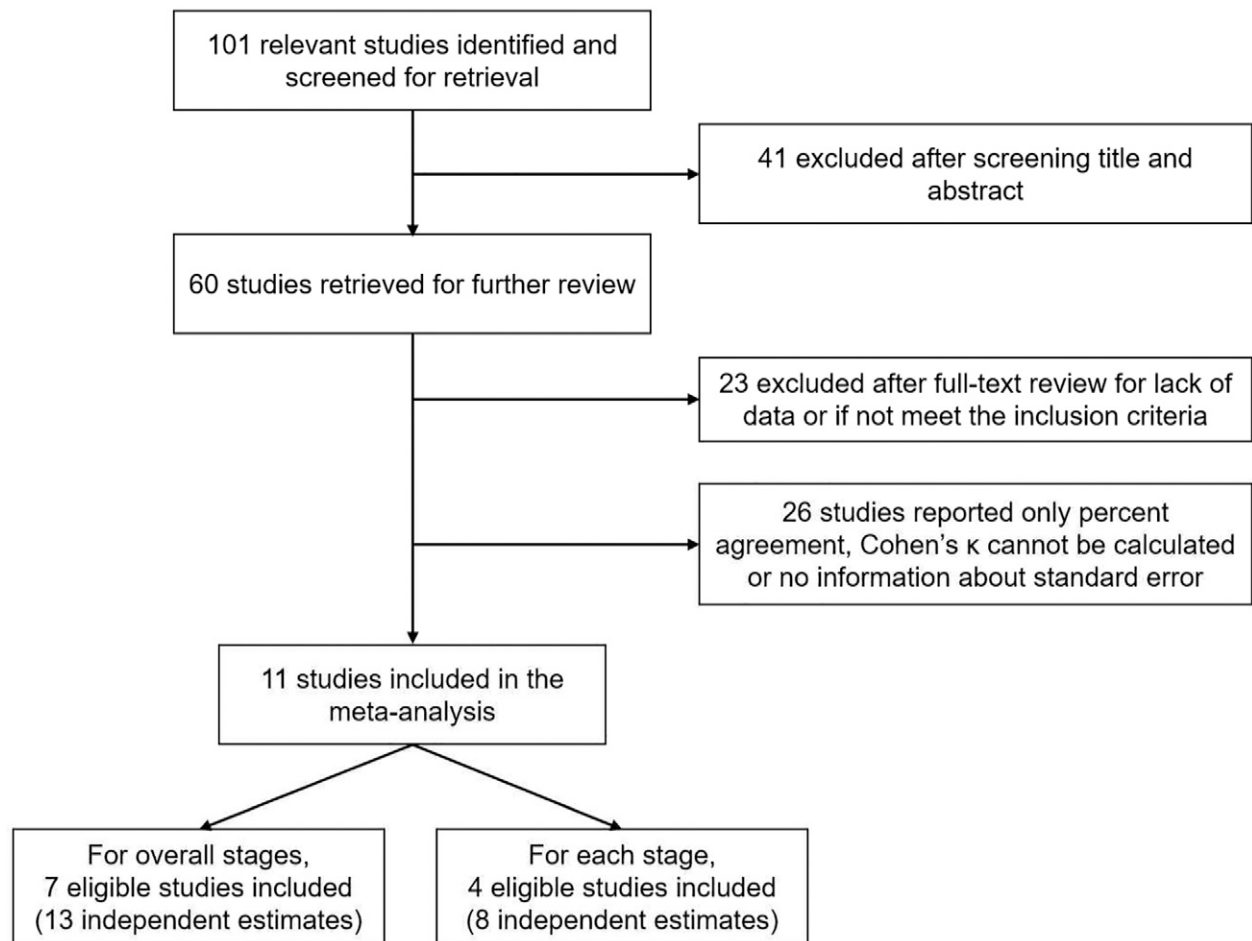 101 relevant studies identified and
screened for retrieval
41 excluded after screening title and
abstract
60 studies retrieved for further review
23 excluded after full-text review for lack of
data or if not meet the inclusion criteria
26 studies reported only percent
agreement, Cohen’s κ cannot be calculated
or no information about standard error
11 studies included in the
meta-analysis
For overall stages,
7 eligible studies included
(13 independent estimates)
For each stage,
4 eligible studies included
(8 independent estimates)